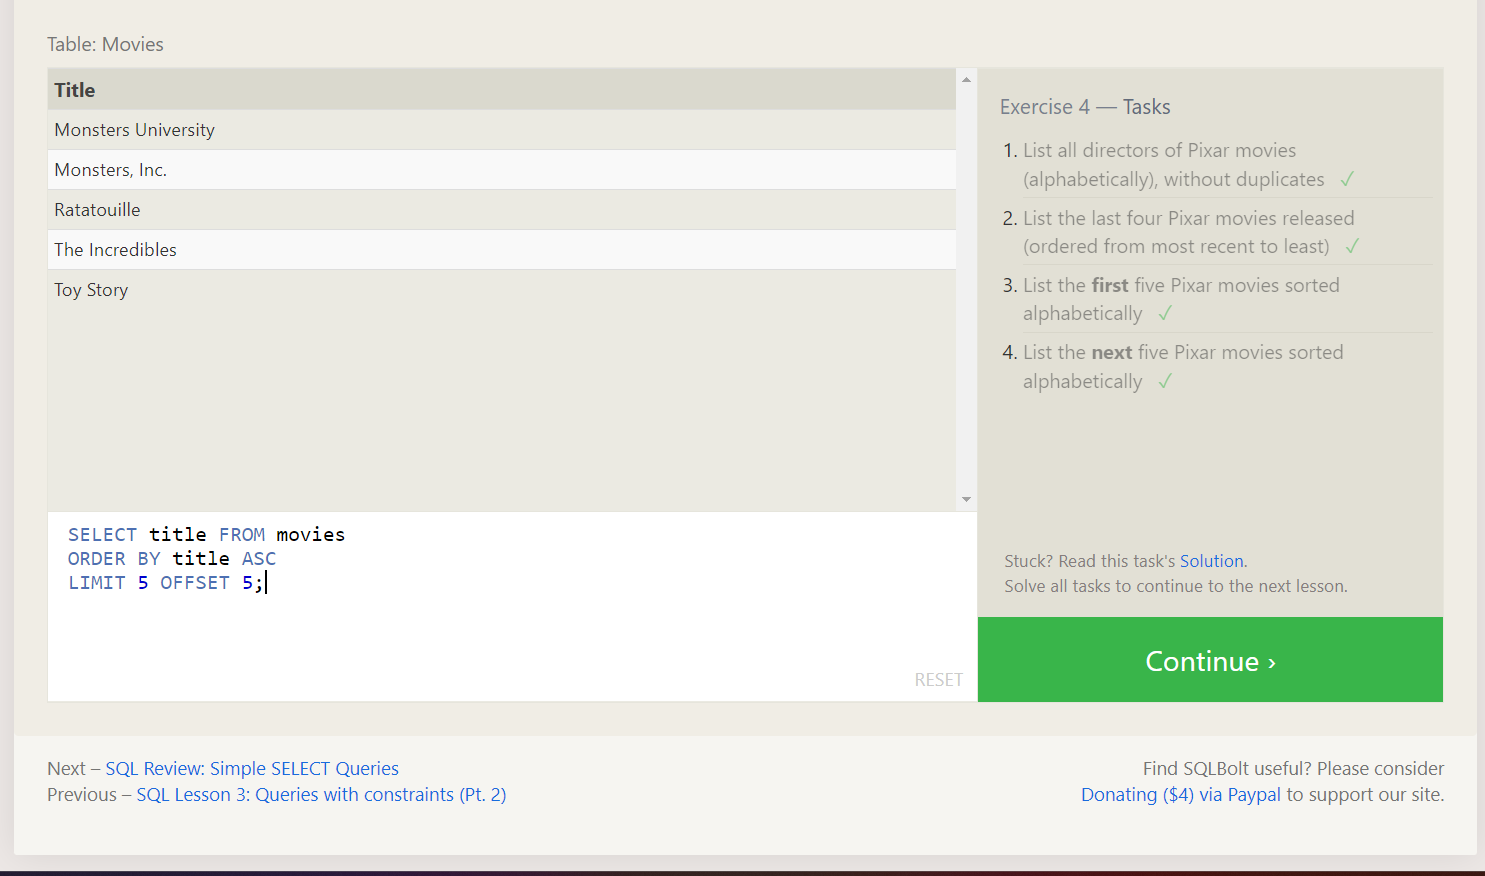 Table: Movies
Title
Monsters University
Monsters, Inc.
Ratatouille
The Incredibles
Toy Story
SELECT title FROM movies
ORDER BY title ASC
LIMIT 5 OFFSET 5;
RESET
Exercise 4 — Tasks
1. List all directors of Pixar movies
(alphabetically), without duplicates ✓
2. List the last four Pixar movies released
(ordered from most recent to least) ✓
3. List the first five Pixar movies sorted
alphabetically ✓
4. List the next five Pixar movies sorted
alphabetically ✓
Stuck? Read this task's Solution.
Solve all tasks to continue to the next lesson.
Continue ›
Next – SQL Review: Simple SELECT Queries
Previous – SQL Lesson 3: Queries with constraints (Pt. 2)
Find SQLBolt useful? Please consider
Donating ($4) via Paypal to support our site.